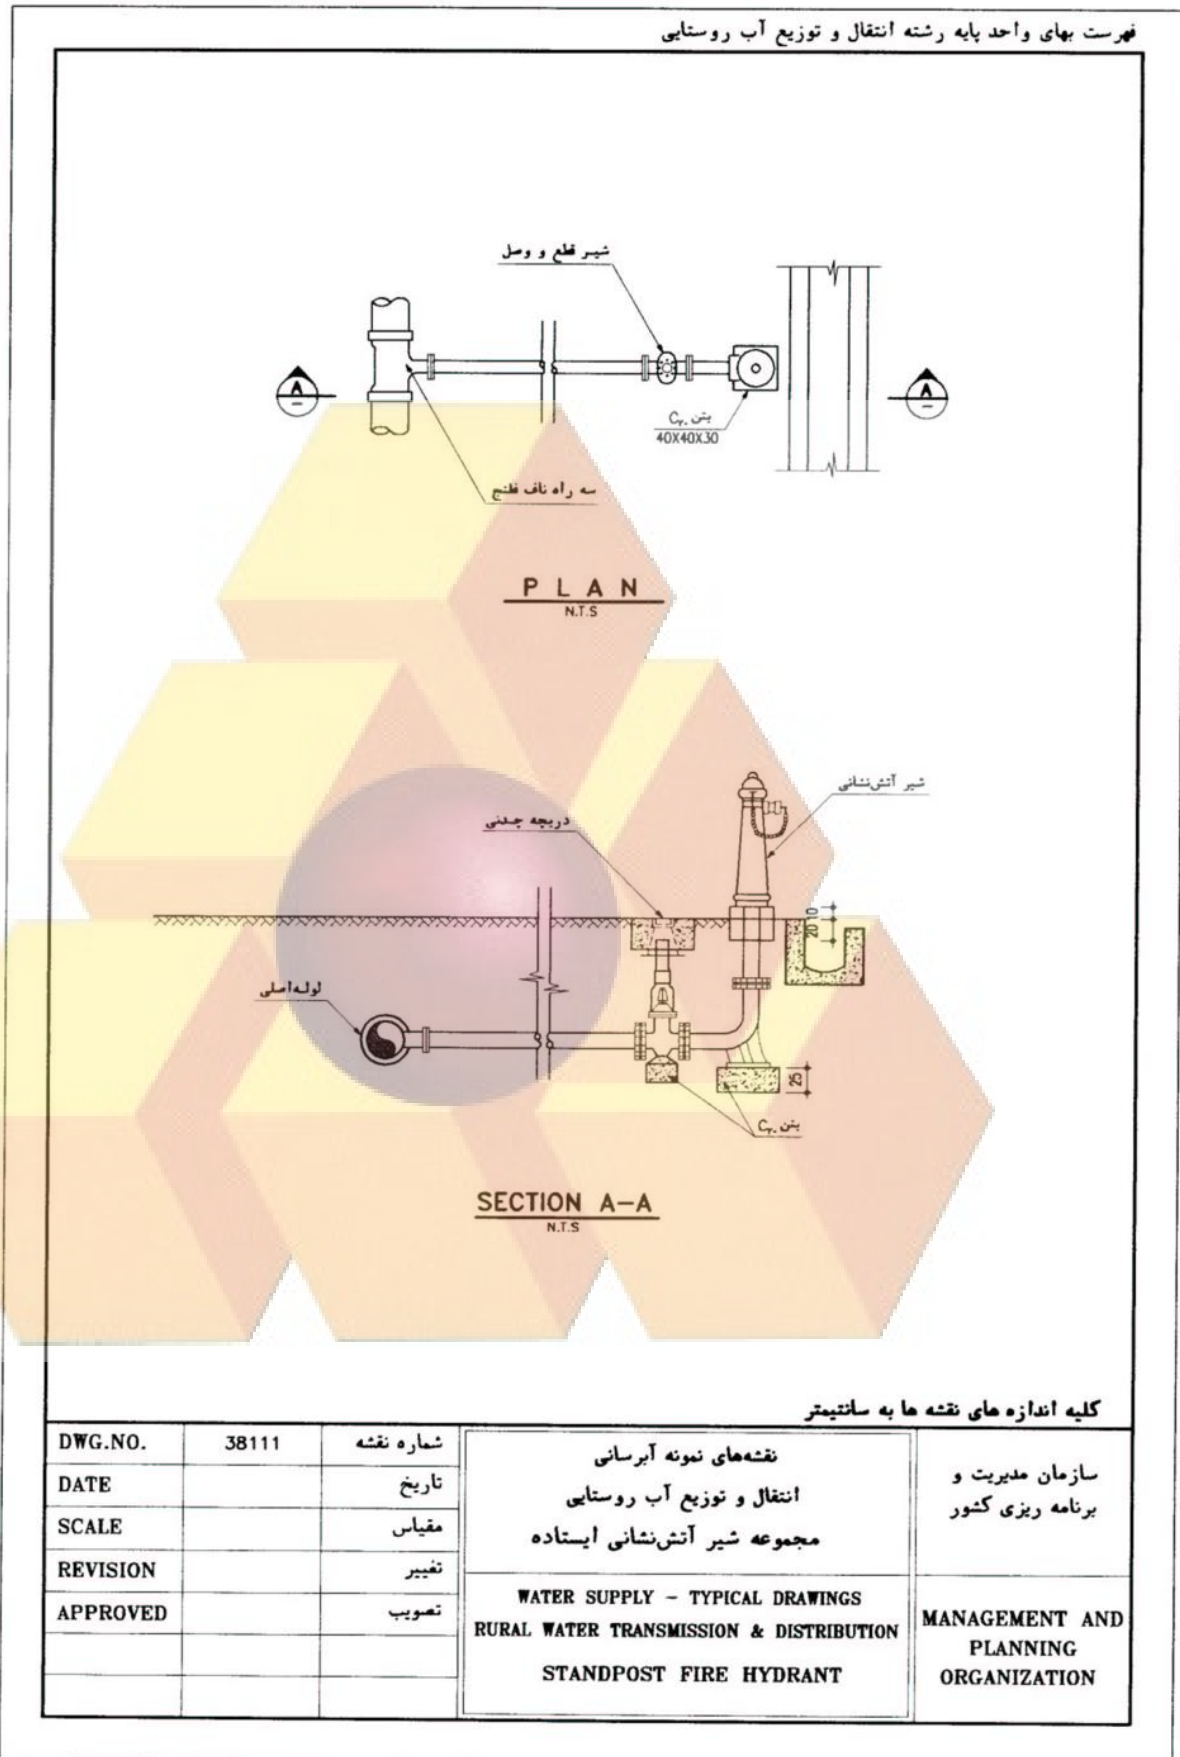 فهرست بهای واحد پایه رشته انتقال و توزیع آب روستایی
شیر قطع و وصل
A
A
بتن C۲۰
40X40X30
سه راه ناف فلنج
PLAN
N.T.S
شیر آتش‌نشانی
دریچه چدنی
10
20
لوله‌اصلی
25
بتن C۲۰
SECTION A-A
N.T.S
کلیه اندازه های نقشه ها به سانتیمتر
DWG.NO. 38111 شماره نقشه
DATE تاریخ
SCALE مقیاس
REVISION تغییر
APPROVED تصویب
نقشه‌های نمونه آبرسانی
انتقال و توزیع آب روستایی
مجموعه شیر آتش‌نشانی ایستاده
WATER SUPPLY - TYPICAL DRAWINGS
RURAL WATER TRANSMISSION & DISTRIBUTION
STANDPOST FIRE HYDRANT
سازمان مدیریت و
برنامه ریزی کشور
MANAGEMENT AND
PLANNING
ORGANIZATION